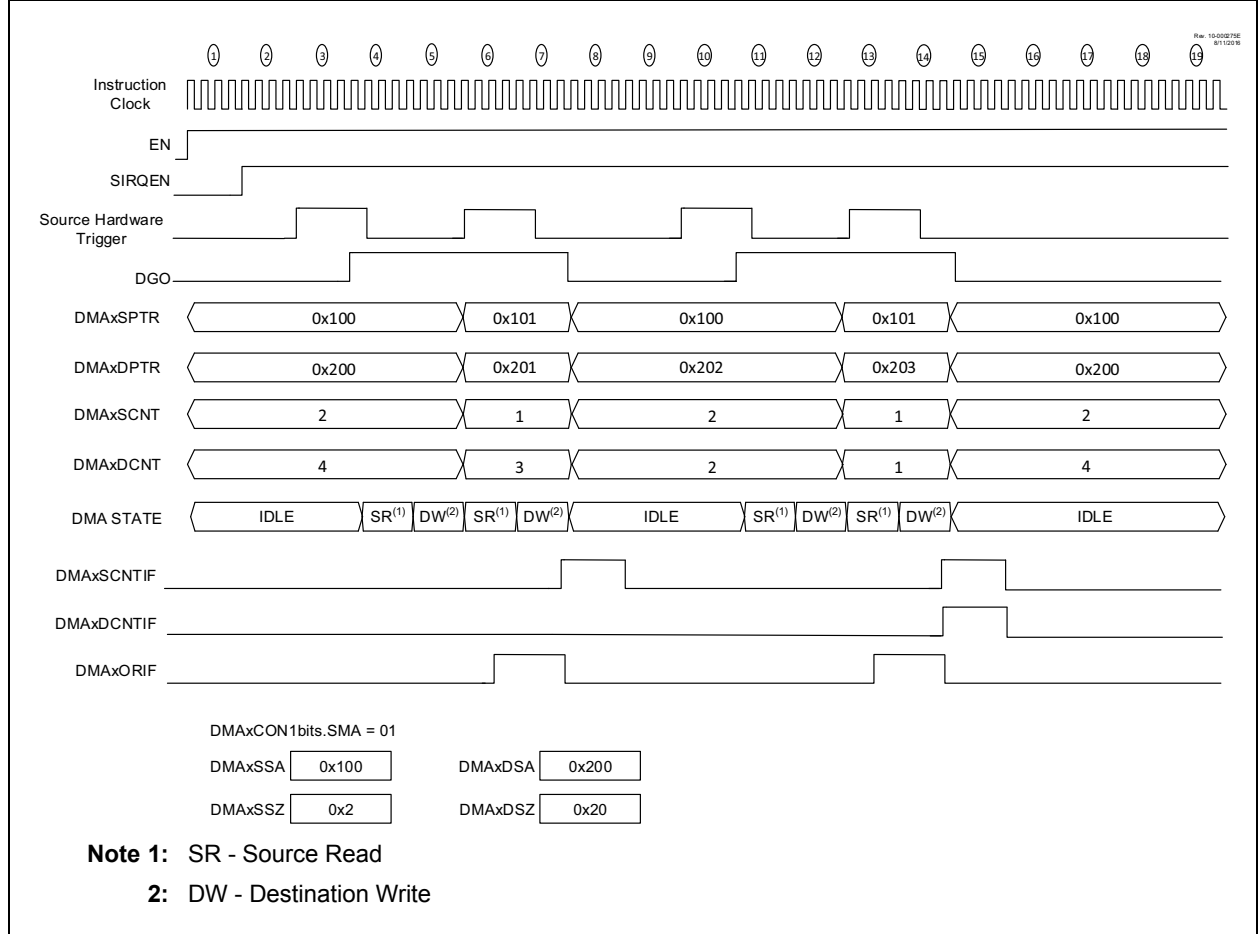 Rev. 10-000275E
8/11/2016
1 2 3 4 5 6 7 8 9 10 11 12 13 14 15 16 17 18 19
Instruction
Clock
EN
SIRQEN
Source Hardware
Trigger
DGO
DMAxSPTR 0x100 0x101 0x100 0x101 0x100
DMAxDPTR 0x200 0x201 0x202 0x203 0x200
DMAxSCNT 2 1 2 1 2
DMAxDCNT 4 3 2 1 4
DMA STATE IDLE SR(1) DW(2) SR(1) DW(2) IDLE SR(1) DW(2) SR(1) DW(2) IDLE
DMAxSCNTIF
DMAxDCNTIF
DMAxORIF
DMAxCON1bits.SMA = 01
DMAxSSA 0x100 DMAxDSA 0x200
DMAxSSZ 0x2 DMAxDSZ 0x20
Note 1: SR - Source Read
2: DW - Destination Write